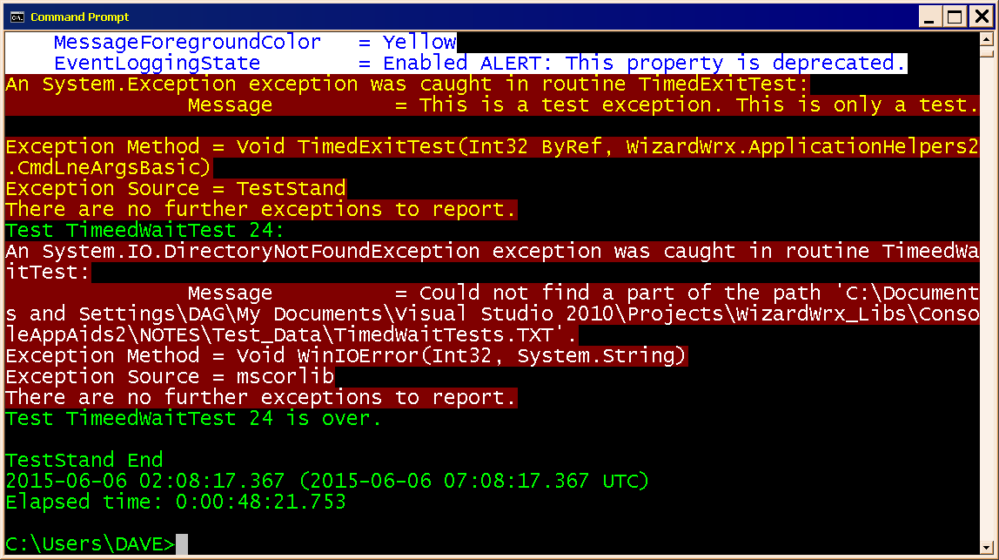 Command Prompt
MessageForegroundColor = Yellow
EventLoggingState = Enabled ALERT: This property is deprecated.
An System.Exception exception was caught in routine TimedExitTest:
Message = This is a test exception. This is only a test.
Exception Method = Void TimedExitTest(Int32 ByRef, WizardWrx.ApplicationHelpers2
.CmdLneArgsBasic)
Exception Source = TestStand
There are no further exceptions to report.
Test TimeedWaitTest 24:
An System.IO.DirectoryNotFoundException exception was caught in routine TimeedWa
itTest:
Message = Could not find a part of the path 'C:\Document
s and Settings\DAG\My Documents\Visual Studio 2010\Projects\WizardWrx_Libs\Conso
leAppAids2\NOTES\Test_Data\TimedWaitTests.TXT'.
Exception Method = Void WinIOError(Int32, System.String)
Exception Source = mscorlib
There are no further exceptions to report.
Test TimeedWaitTest 24 is over.
TestStand End
2015-06-06 02:08:17.367 (2015-06-06 07:08:17.367 UTC)
Elapsed time: 0:00:48:21.753
C:\Users\DAVE>